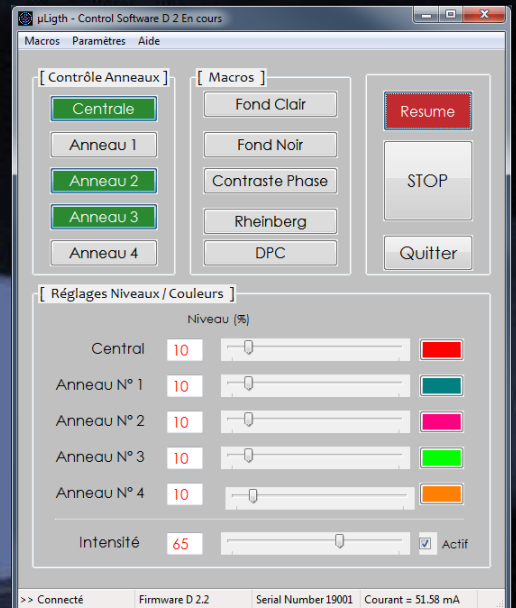 µLigth - Control Software D 2 En cours
Macros Paramètres Aide
[ Contrôle Anneaux ]
Centrale
Anneau 1
Anneau 2
Anneau 3
Anneau 4
[ Macros ]
Fond Clair
Fond Noir
Contraste Phase
Rheinberg
DPC
Resume
STOP
Quitter
[ Réglages Niveaux / Couleurs ]
Niveau (%)
Central 10
Anneau N° 1 10
Anneau N° 2 10
Anneau N° 3 10
Anneau N° 4 10
Intensité 65 Actif
>> Connecté Firmware D 2.2 Serial Number 19001 Courant = 51.58 mA